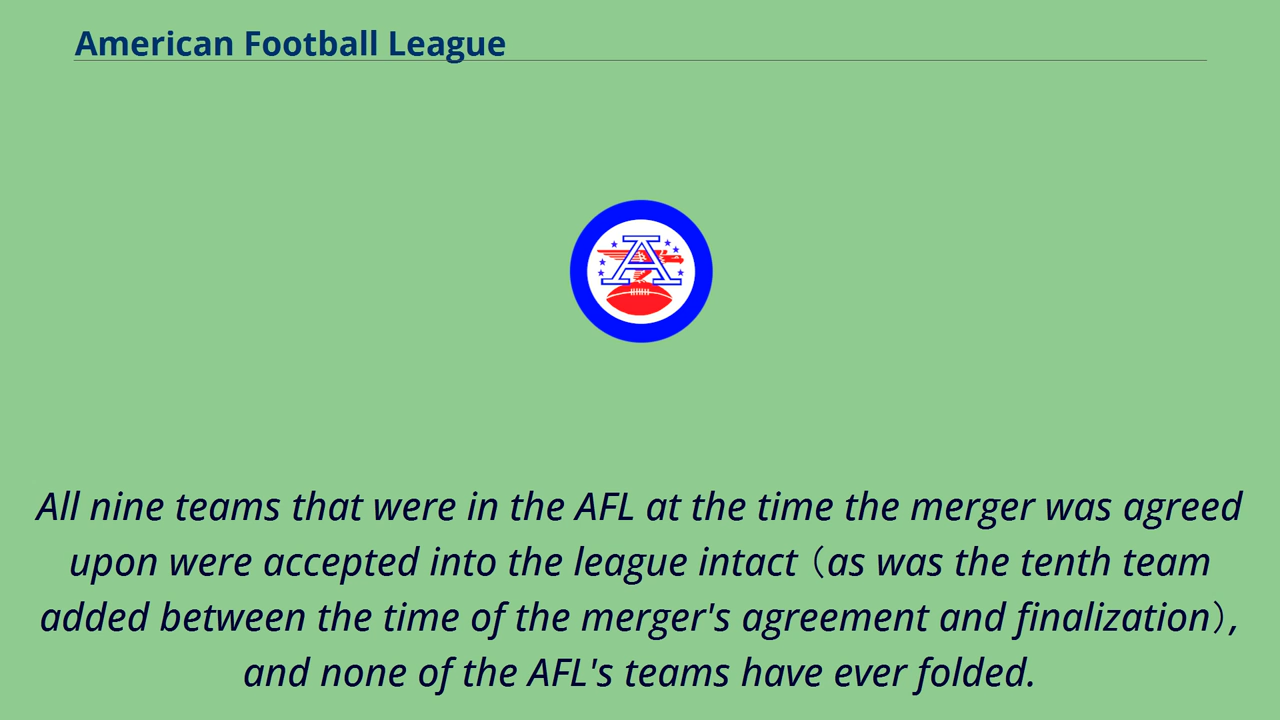 American Football League
A
All nine teams that were in the AFL at the time the merger was agreed
upon were accepted into the league intact (as was the tenth team
added between the time of the merger's agreement and finalization),
and none of the AFL's teams have ever folded.